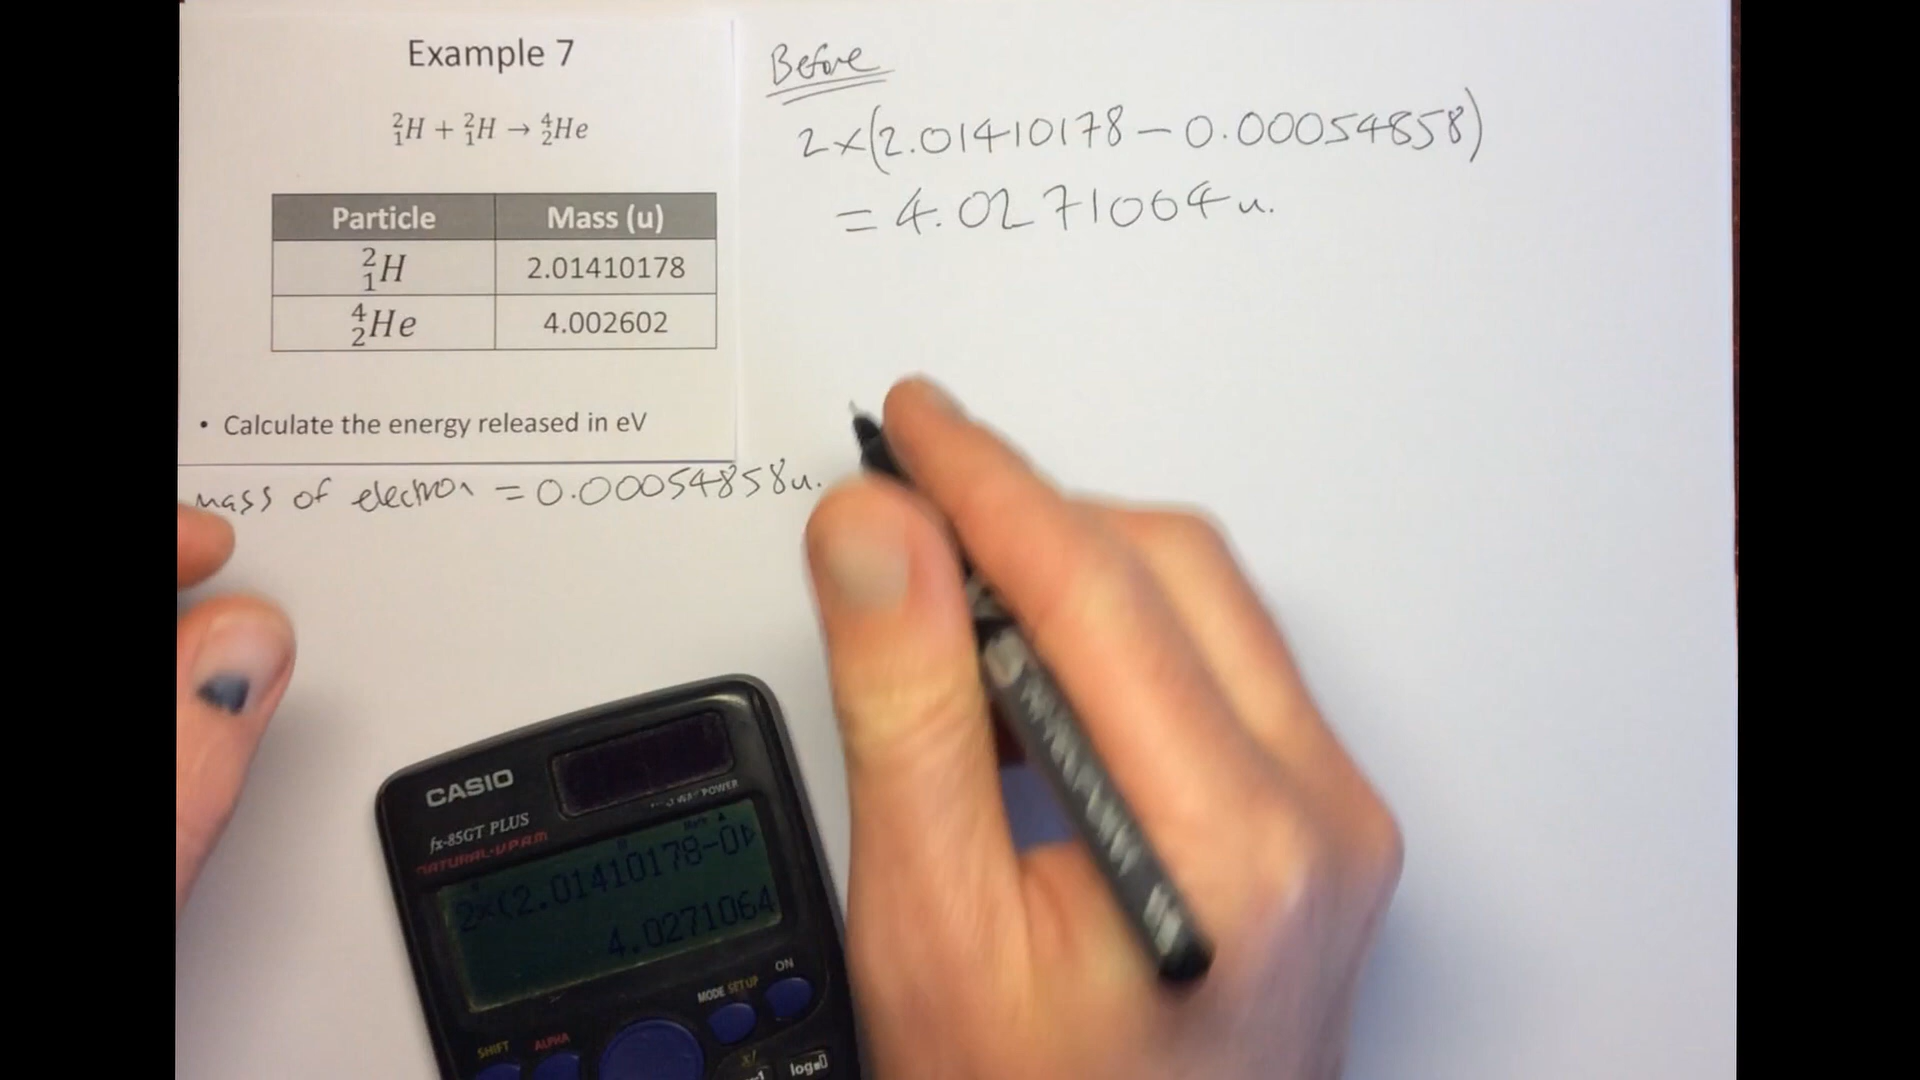 Example 7
²₁H + ²₁H → ⁴₂He
Particle Mass (u)
²₁H 2.01410178
⁴₂He 4.002602
• Calculate the energy released in eV
mass of electron = 0.00054858u.
Before
2×(2.01410178 – 0.00054858)
= 4.0271064u.
CASIO
fx-85GT PLUS
NATURAL-V.P.A.M.
POWER
2×(2.01410178-0
4.0271064
MODE SETUP ON
SHIFT ALPHA
x!
log